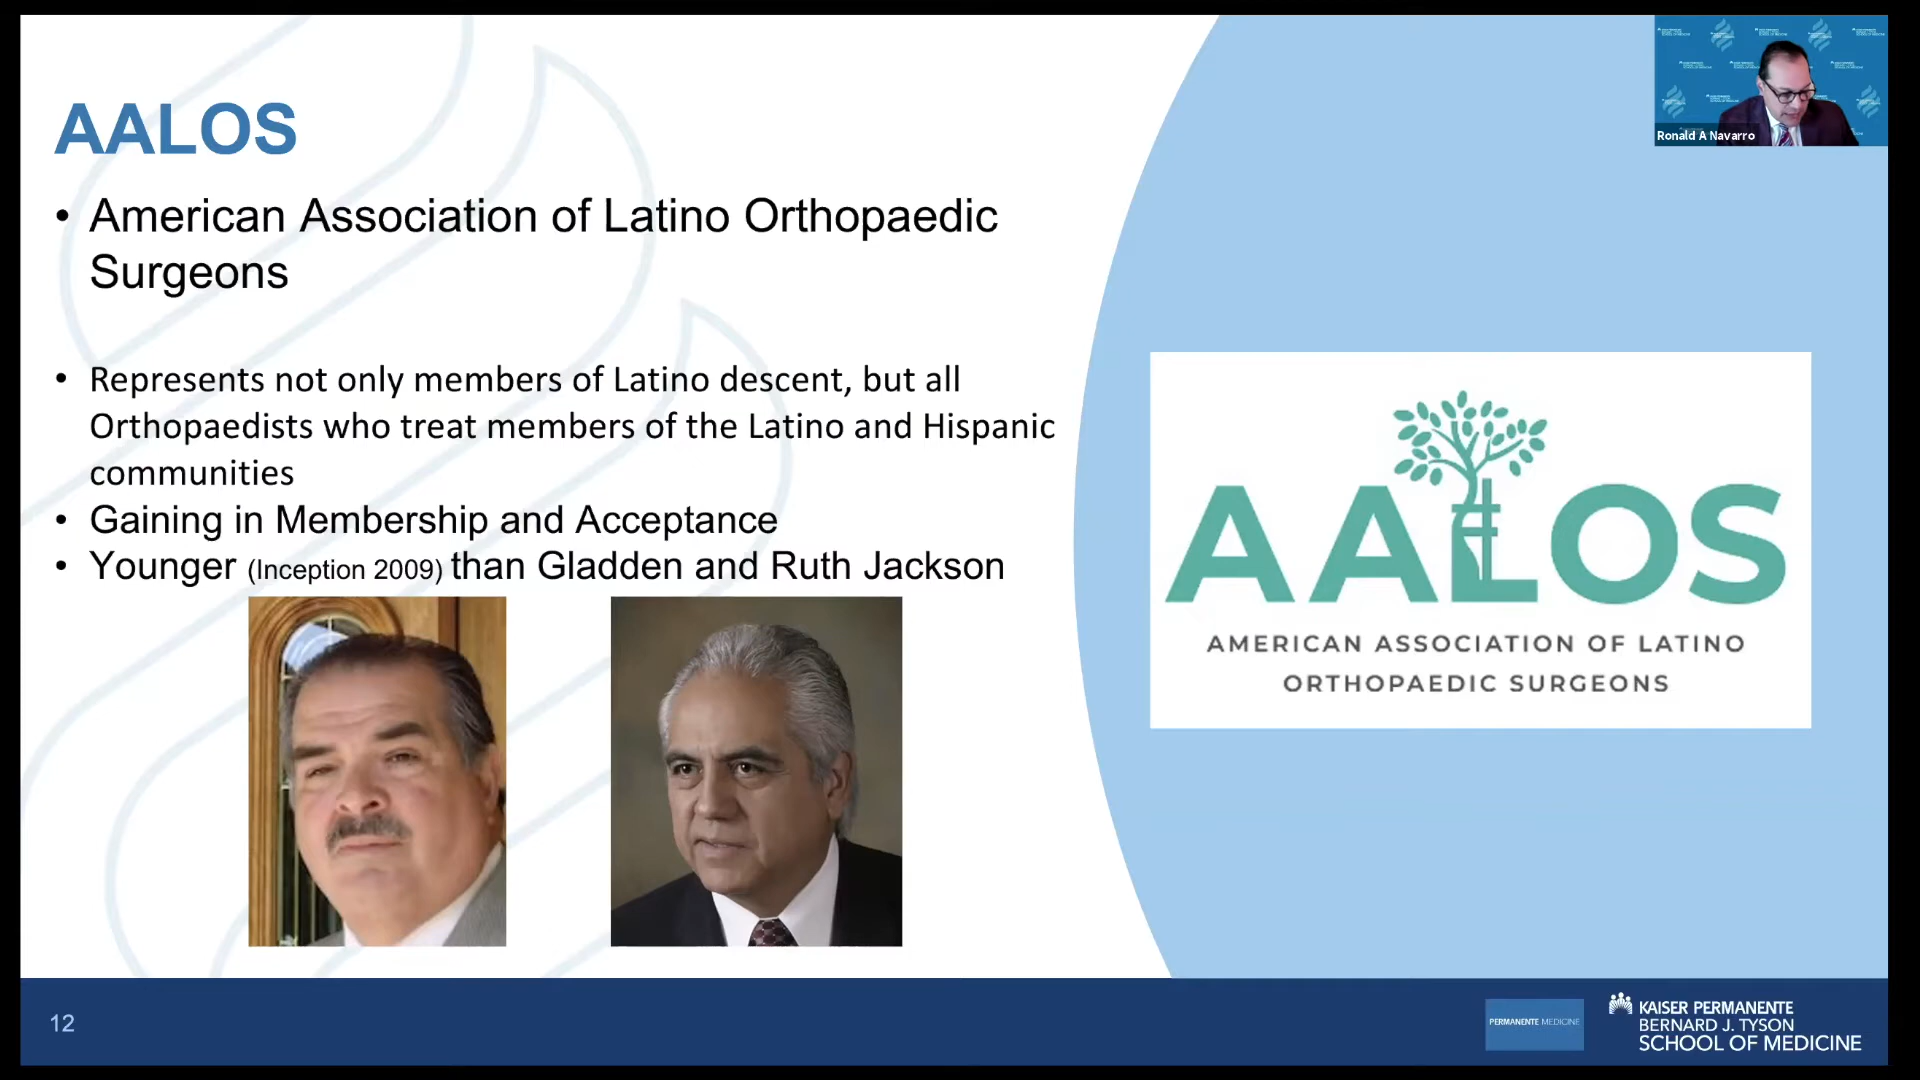 AALOS
• American Association of Latino Orthopaedic
Surgeons
• Represents not only members of Latino descent, but all
Orthopaedists who treat members of the Latino and Hispanic
communities
• Gaining in Membership and Acceptance
• Younger (Inception 2009) than Gladden and Ruth Jackson
Ronald A Navarro
AALOS
AMERICAN ASSOCIATION OF LATINO
ORTHOPAEDIC SURGEONS
12
PERMANENTE MEDICINE
KAISER PERMANENTE
BERNARD J. TYSON
SCHOOL OF MEDICINE